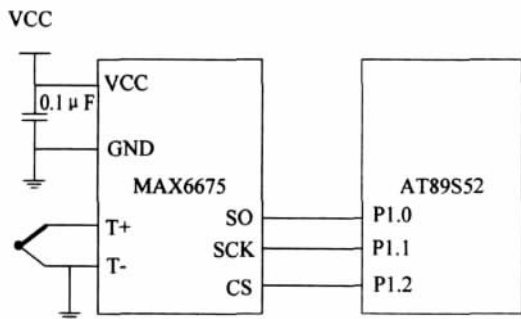 VCC
VCC
0.1 μ F
GND
MAX6675
AT89S52
T+
SO
P1.0
SCK
P1.1
T-
CS
P1.2